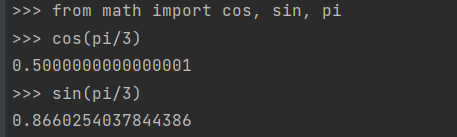 >>> from math import cos, sin, pi
>>> cos(pi/3)
0.5000000000000001
>>> sin(pi/3)
0.8660254037844386